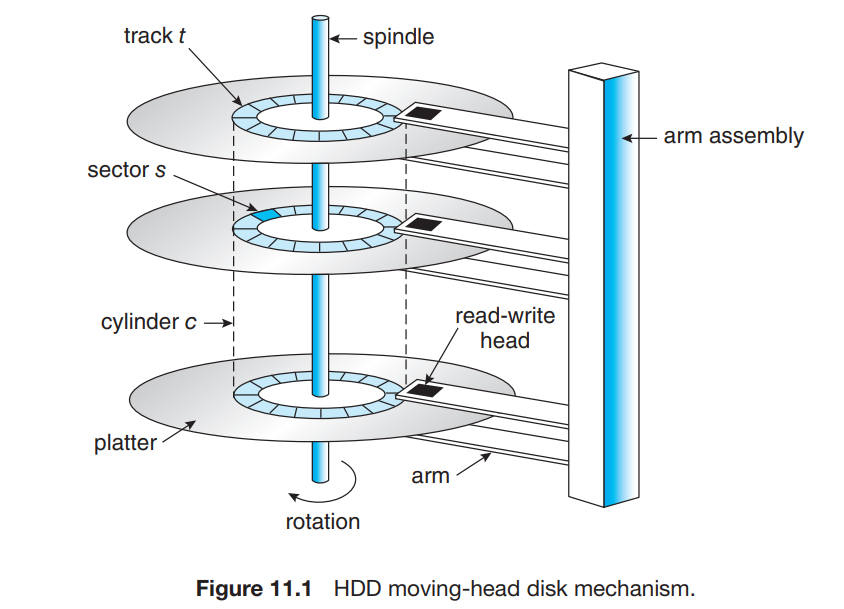 track t
spindle
arm assembly
sector s
cylinder c
read-write
head
platter
arm
rotation
Figure 11.1 HDD moving-head disk mechanism.